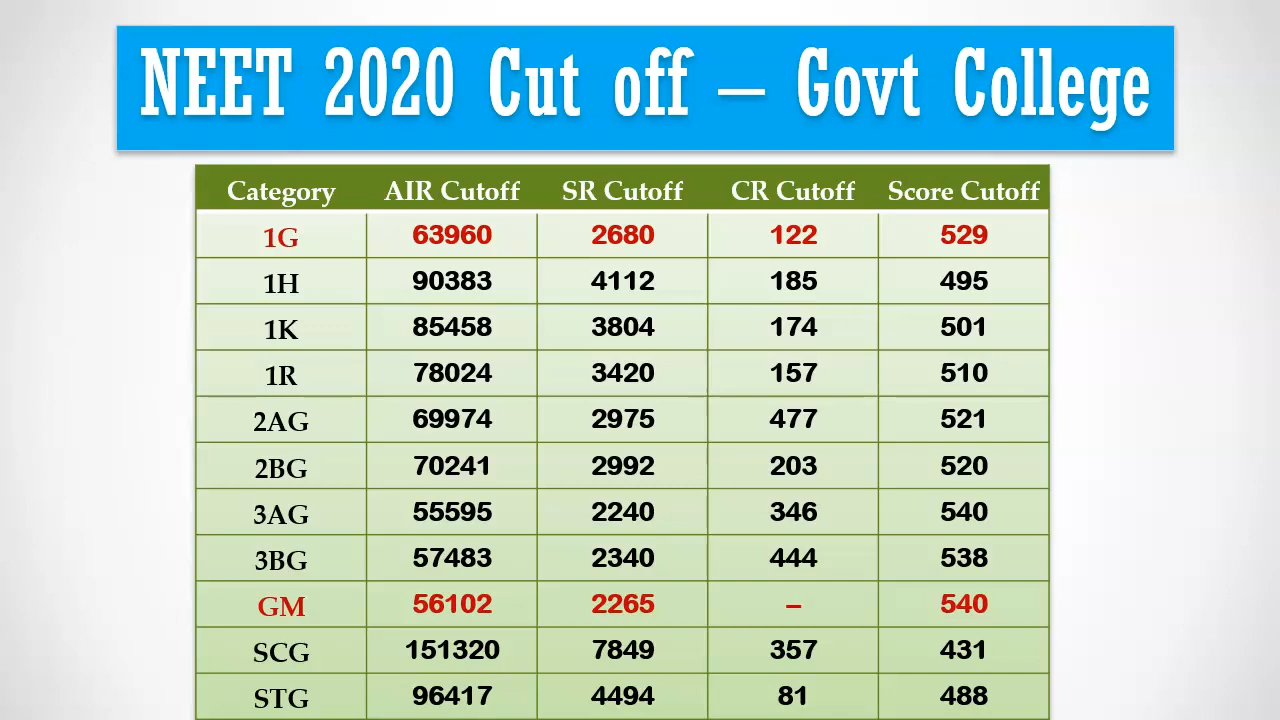 NEET 2020 Cut off – Govt College
Category AIR Cutoff SR Cutoff CR Cutoff Score Cutoff
1G 63960 2680 122 529
1H 90383 4112 185 495
1K 85458 3804 174 501
1R 78024 3420 157 510
2AG 69974 2975 477 521
2BG 70241 2992 203 520
3AG 55595 2240 346 540
3BG 57483 2340 444 538
GM 56102 2265 – 540
SCG 151320 7849 357 431
STG 96417 4494 81 488